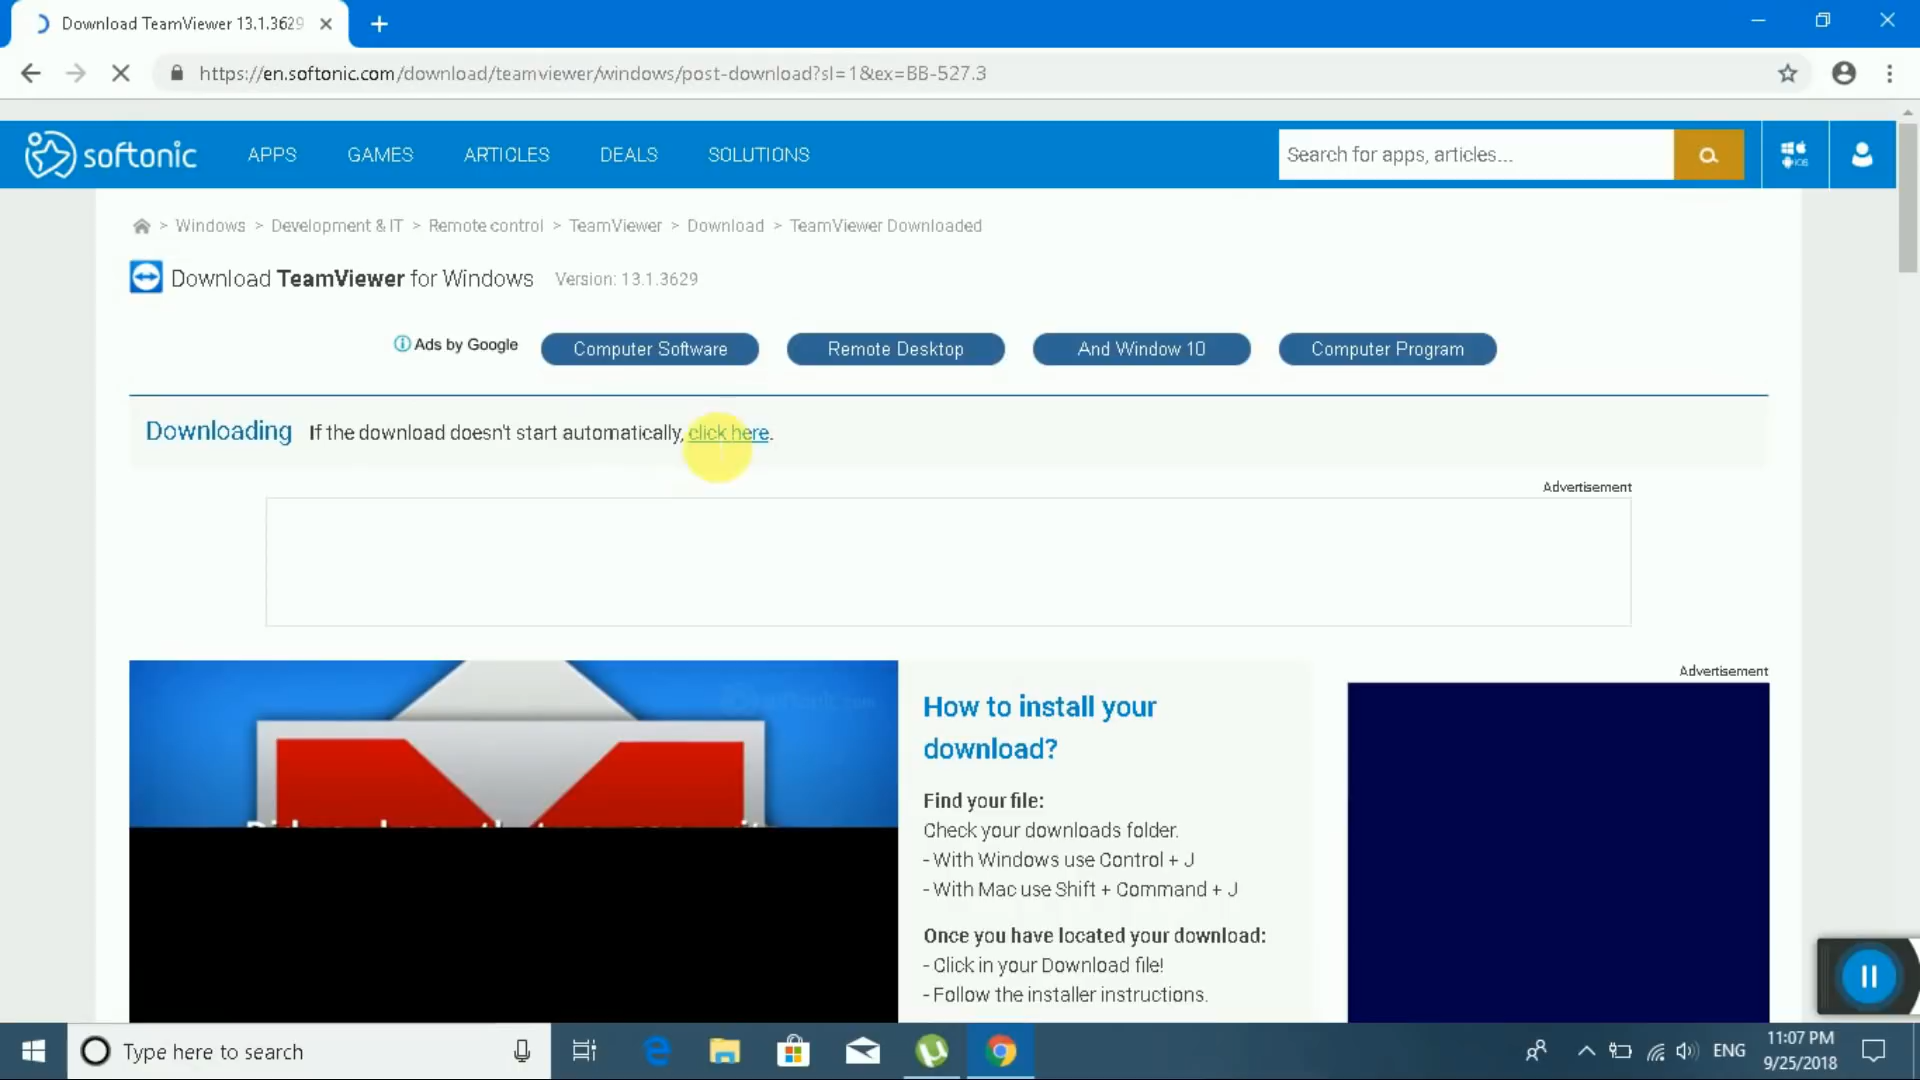 Download TeamViewer 13.1.3629
https://en.softonic.com/download/teamviewer/windows/post-download?sl=1&ex=BB-527.3
softonic APPS GAMES ARTICLES DEALS SOLUTIONS Search for apps, articles... iOS
> Windows > Development & IT > Remote control > TeamViewer > Download > TeamViewer Downloaded
Download TeamViewer for Windows Version: 13.1.3629
Ads by Google Computer Software Remote Desktop And Window 10 Computer Program
Downloading If the download doesn't start automatically, click here.
Advertisement
Advertisement
How to install your
download?
Find your file:
Check your downloads folder.
- With Windows use Control + J
- With Mac use Shift + Command + J
Once you have located your download:
- Click in your Download file!
- Follow the installer instructions.
Type here to search
ENG
11:07 PM
9/25/2018